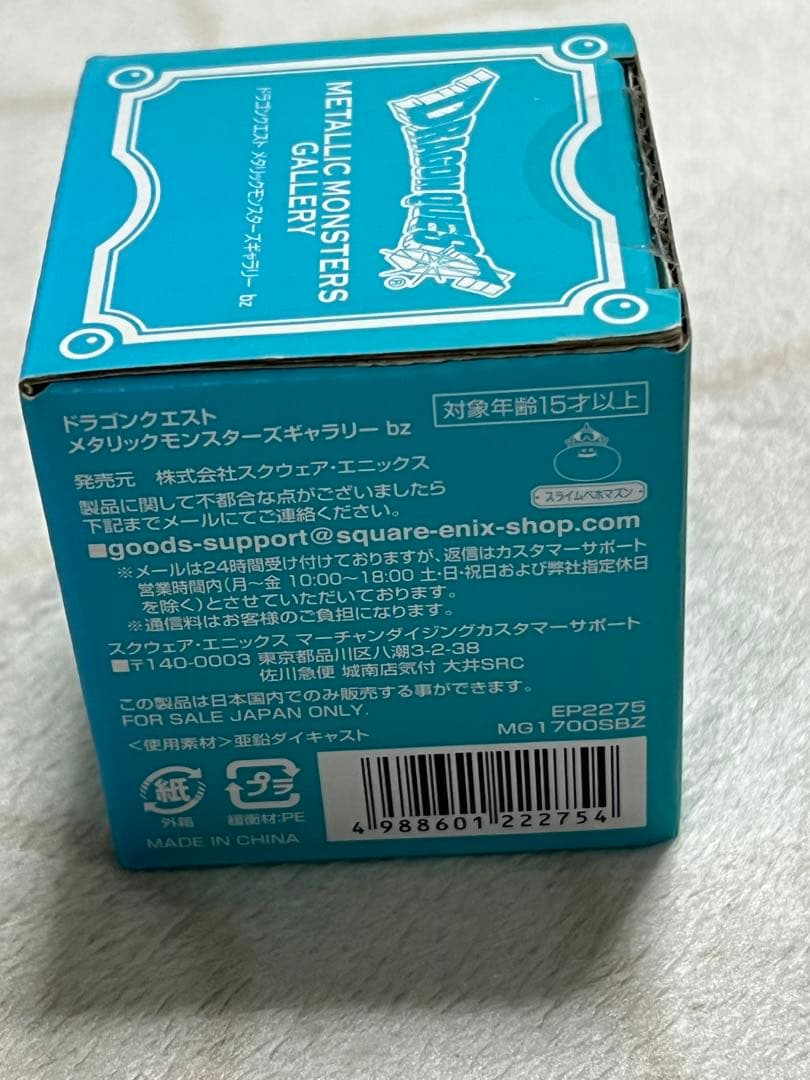 DRAGON QUEST®
METALLIC MONSTERS
GALLERY
ドラゴンクエスト メタリックモンスターズギャラリー bz
ドラゴンクエスト
メタリックモンスターズギャラリー bz
対象年齢15才以上
発売元 株式会社スクウェア・エニックス
スライムベホマズン
製品に関して不都合な点がございましたら
下記までメールにてご連絡ください。
■goods-support@square-enix-shop.com
※メールは24時間受け付けておりますが、返信はカスタマーサポート
営業時間内(月〜金 10:00〜18:00 土・日・祝日および弊社指定休日
を除く)とさせていただいております。
※通信料はお客様のご負担になります。
スクウェア・エニックス マーチャンダイジングカスタマーサポート
■〒140-0003 東京都品川区八潮3-2-38
佐川急便 城南店気付 大井SRC
この製品は日本国内でのみ販売する事ができます。
FOR SALE JAPAN ONLY.
EP2275
MG1700SBZ
<使用素材>亜鉛ダイキャスト
紙
外箱
プラ
緩衝材:PE
MADE IN CHINA
4 988601 222754